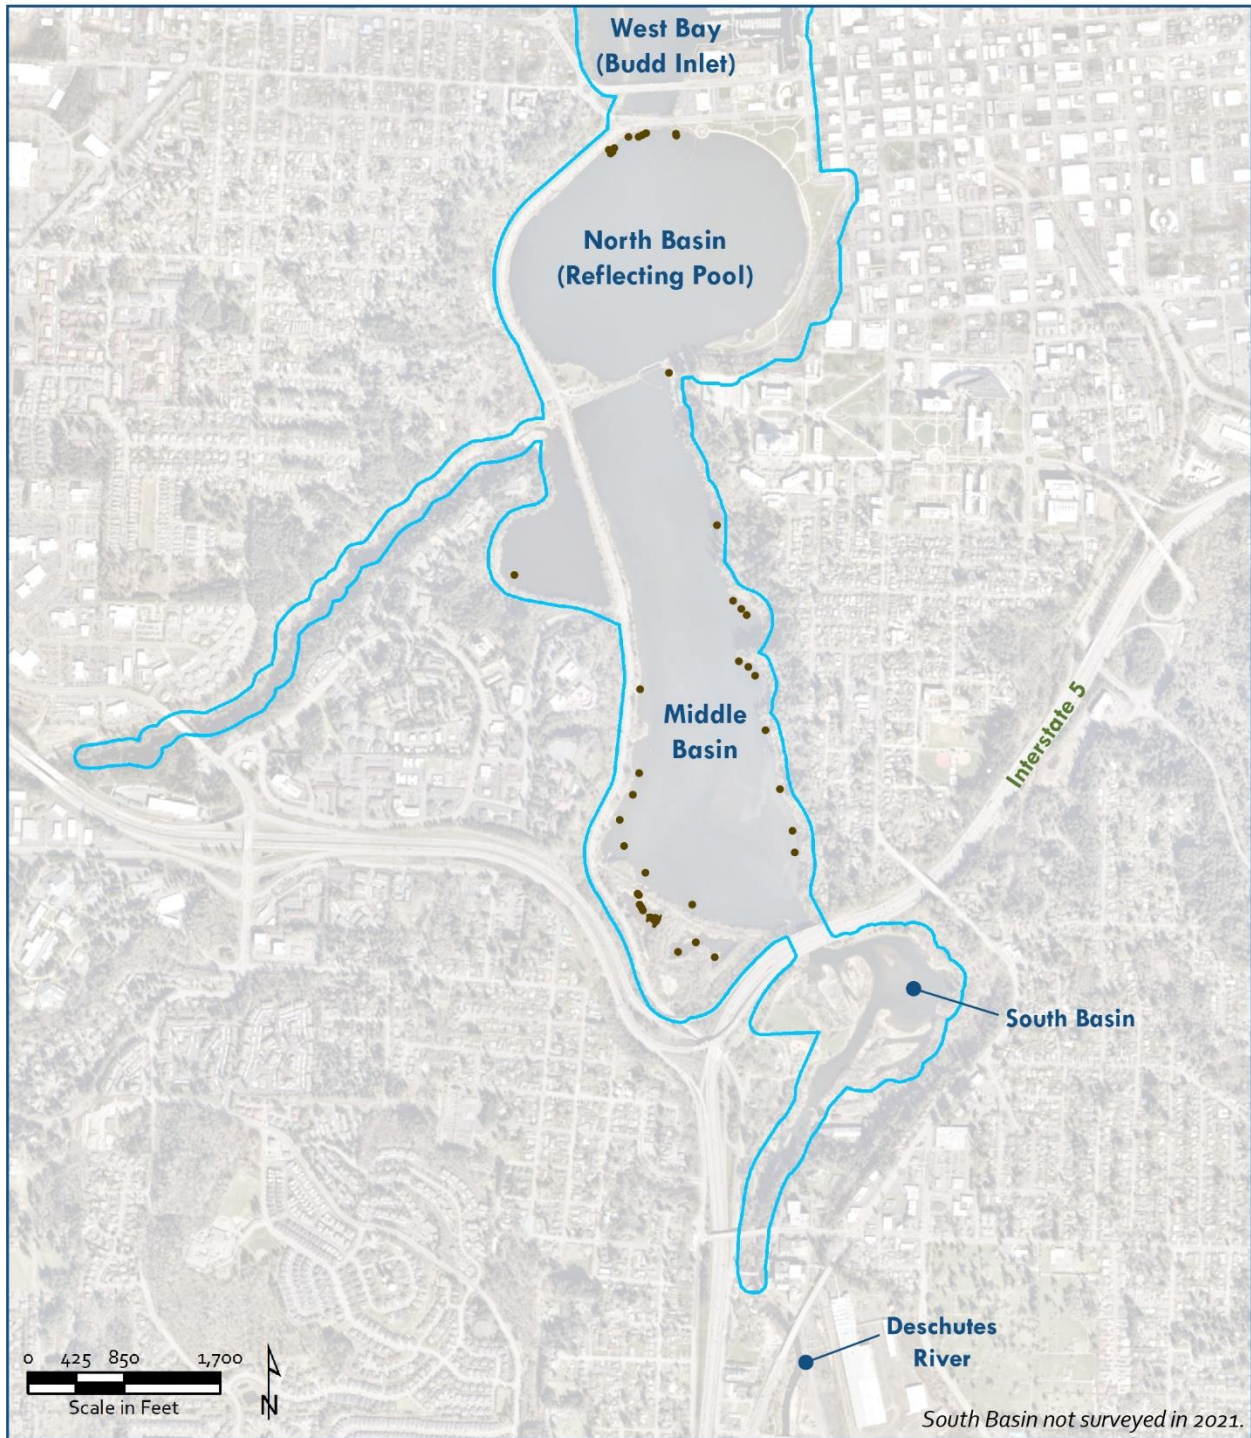 West Bay
(Budd Inlet)
North Basin
(Reflecting Pool)
Middle
Basin
Interstate 5
South Basin
Deschutes
River
0 425 850 1,700
Scale in Feet
N
South Basin not surveyed in 2021.